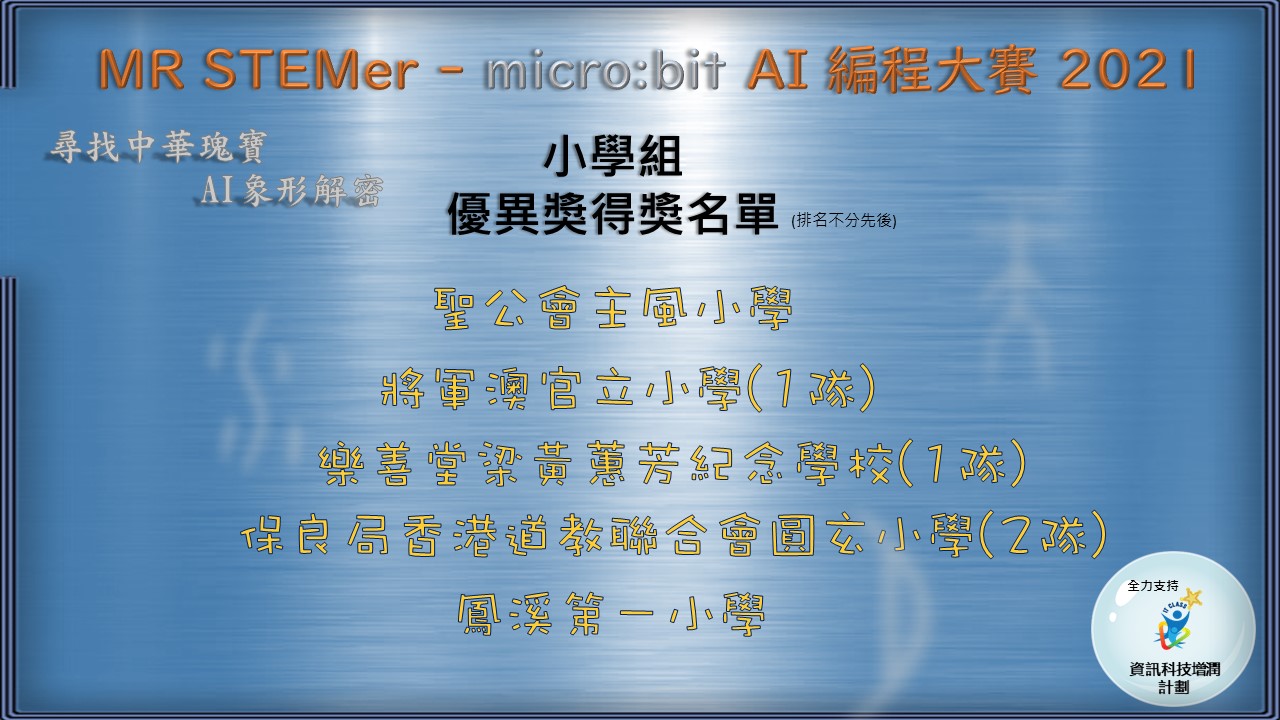 MR STEMer - micro:bit AI 編程大賽 2021
尋找中華瑰寶
AI象形解密
小學組
優異獎得獎名單 (排名不分先後)
聖公會主風小學
將軍澳官立小學(1隊)
樂善堂梁黃蕙芳紀念學校(1隊)
保良局香港道教聯合會圓玄小學(2隊)
鳳溪第一小學
全力支持
IT CLASS
資訊科技增潤
計劃